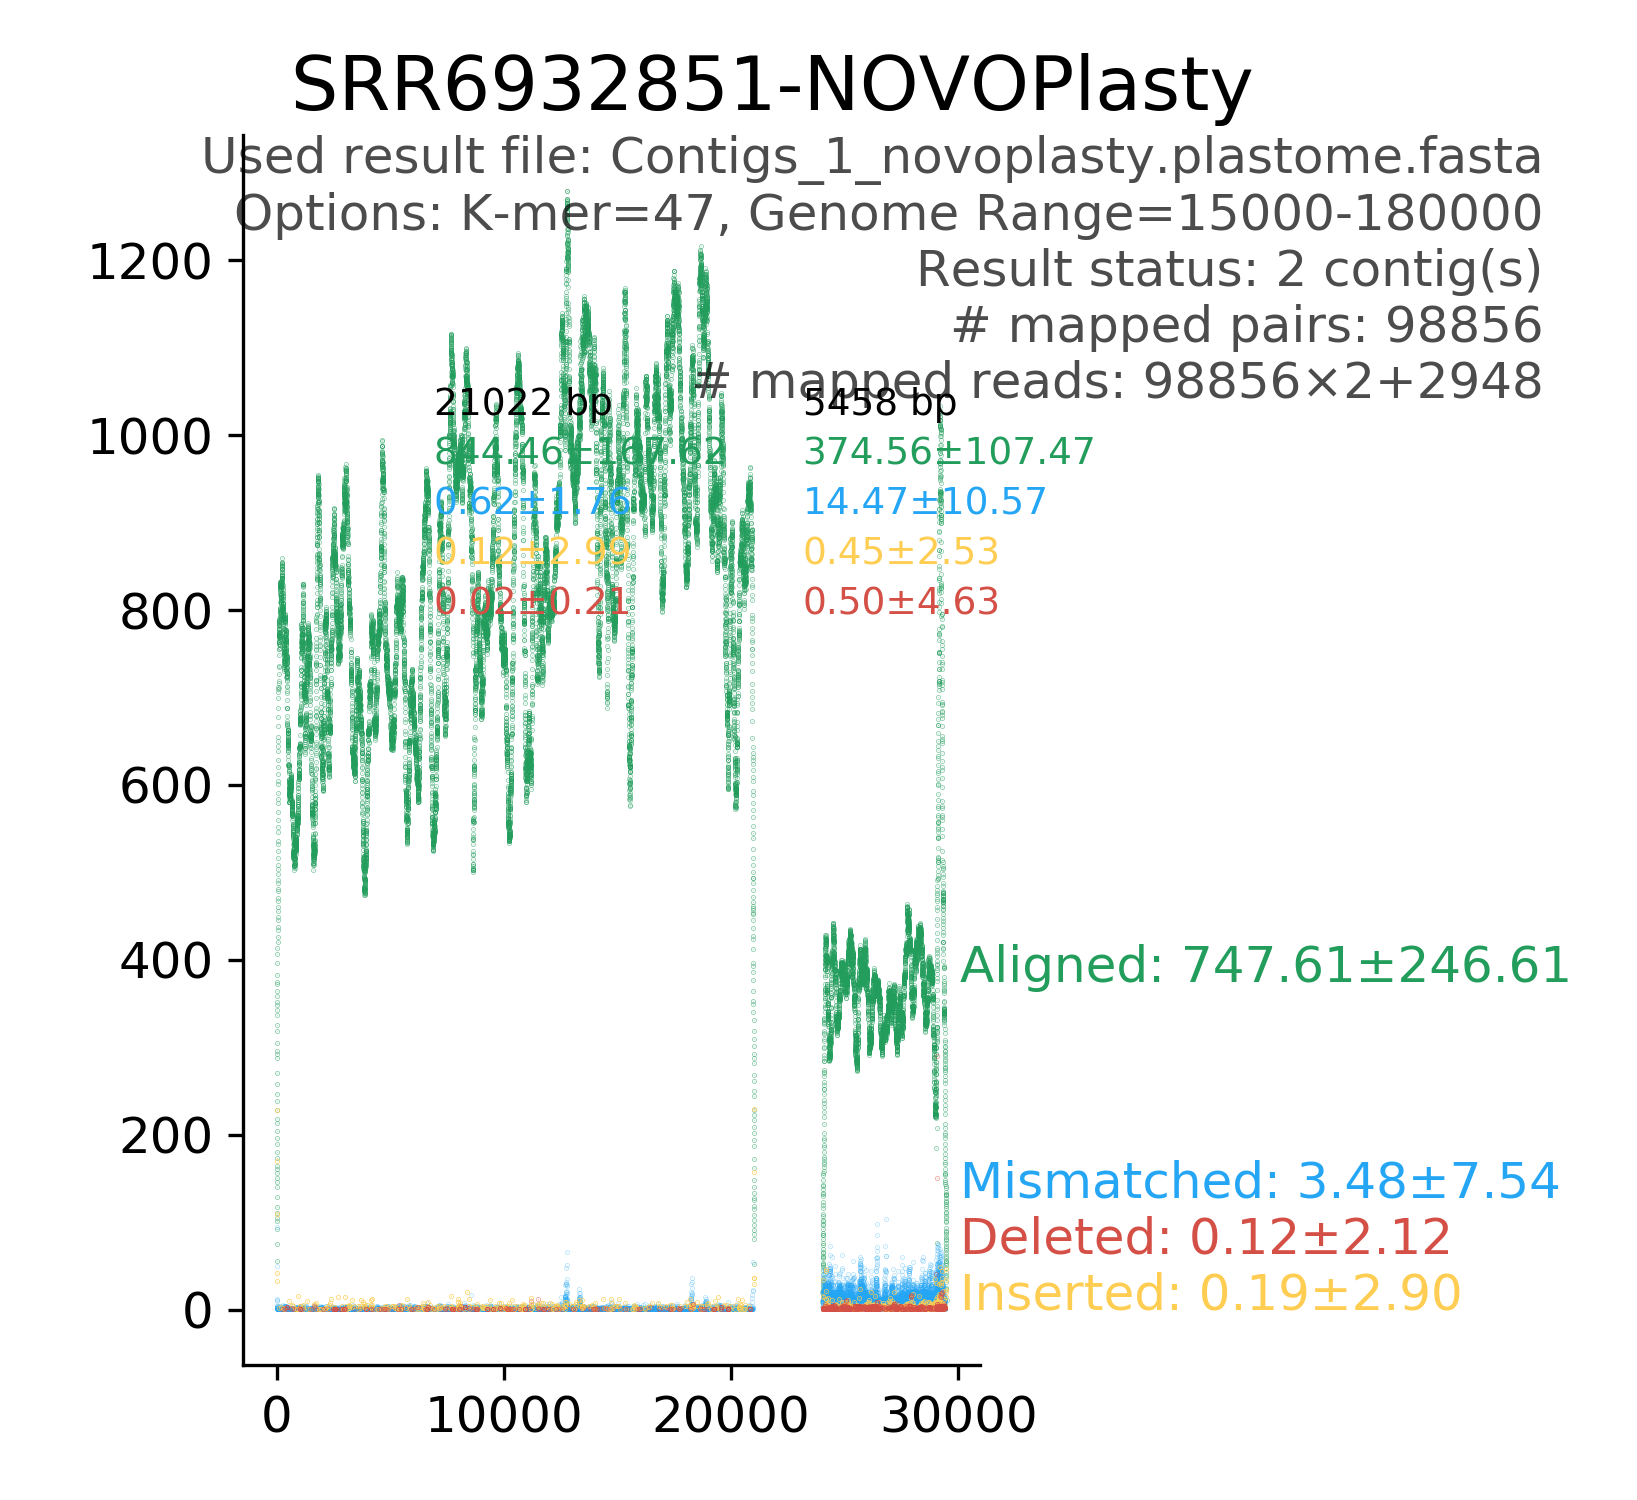 SRR6932851-NOVOPlasty
Used result file: Contigs_1_novoplasty.plastome.fasta
Options: K-mer=47, Genome Range=15000-180000
Result status: 2 contig(s)
# mapped pairs: 98856
# mapped reads: 98856×2+2948
21022 bp
844.46±167.62
0.62±1.76
0.12±2.99
0.02±0.21
5458 bp
374.56±107.47
14.47±10.57
0.45±2.53
0.50±4.63
Aligned: 747.61±246.61
Mismatched: 3.48±7.54
Deleted: 0.12±2.12
Inserted: 0.19±2.90
1200
1000
800
600
400
200
0
0 10000 20000 30000